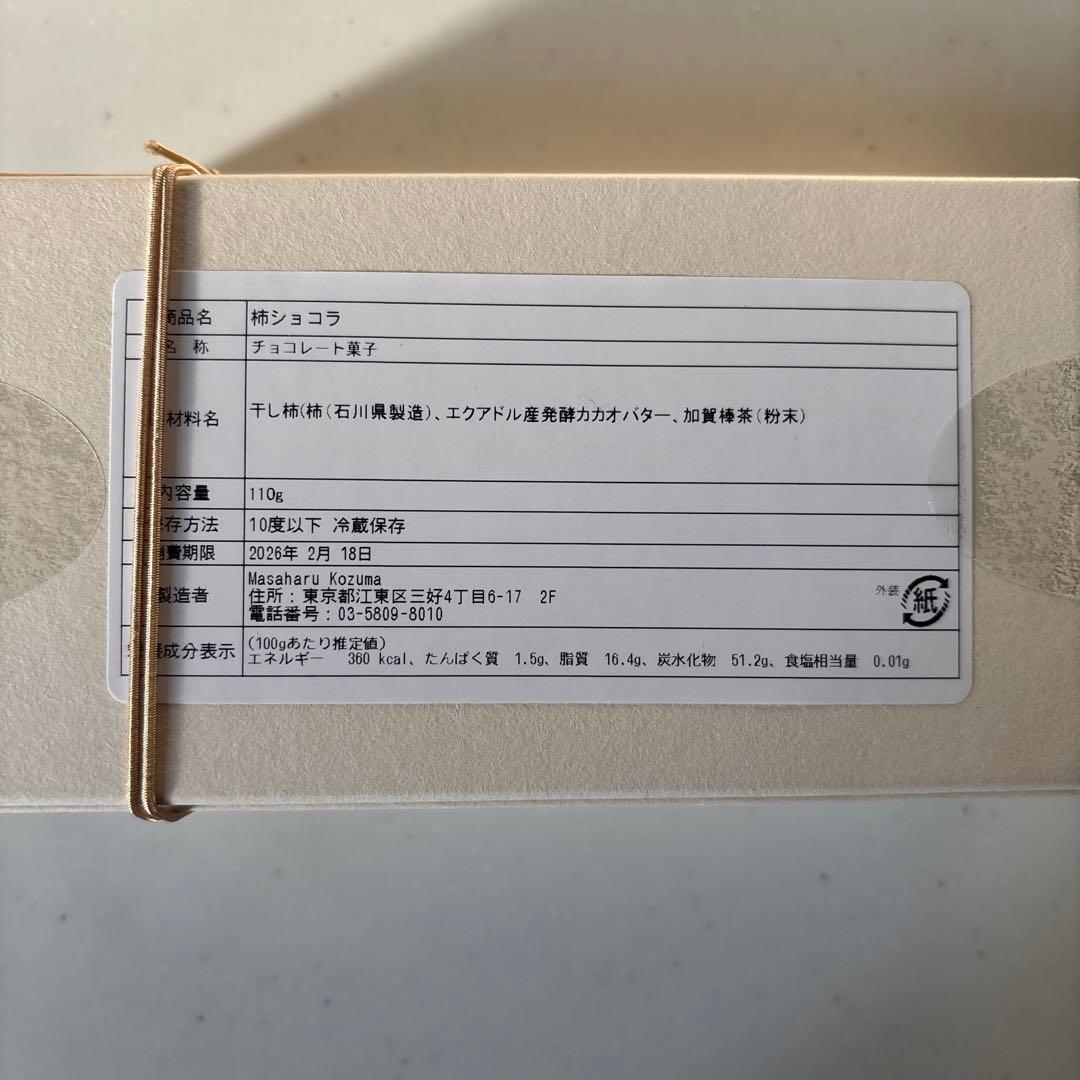 商品名 柿ショコラ
名 称 チョコレート菓子
材料名 干し柿(柿(石川県製造)、エクアドル産発酵カカオバター、加賀棒茶(粉末)
内容量 110g
存方法 10度以下 冷蔵保存
消費期限 2026年 2月 18日
製造者 Masaharu Kozuma
住所:東京都江東区三好4丁目6-17 2F
電話番号:03-5809-8010
外装 紙
成分表示 (100gあたり推定値)
エネルギー 360 kcal、たんぱく質 1.5g、脂質 16.4g、炭水化物 51.2g、食塩相当量 0.01g